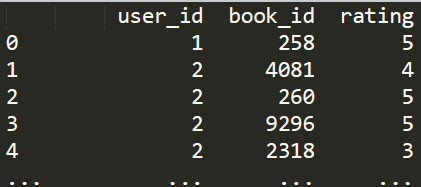 user_id book_id rating
0 1 258 5
1 2 4081 4
2 2 260 5
3 2 9296 5
4 2 2318 3
... ... ... ...